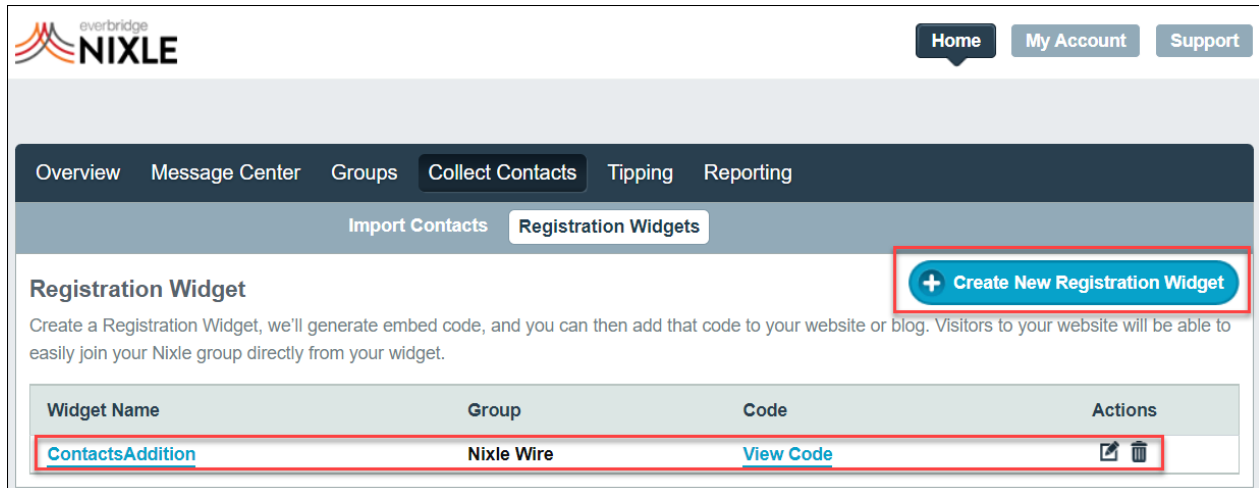 everbridge
NIXLE
Home My Account Support
Overview Message Center Groups Collect Contacts Tipping Reporting
Import Contacts Registration Widgets
Registration Widget
Create New Registration Widget
Create a Registration Widget, we'll generate embed code, and you can then add that code to your website or blog. Visitors to your website will be able to
easily join your Nixle group directly from your widget.
Widget Name Group Code Actions
ContactsAddition Nixle Wire View Code